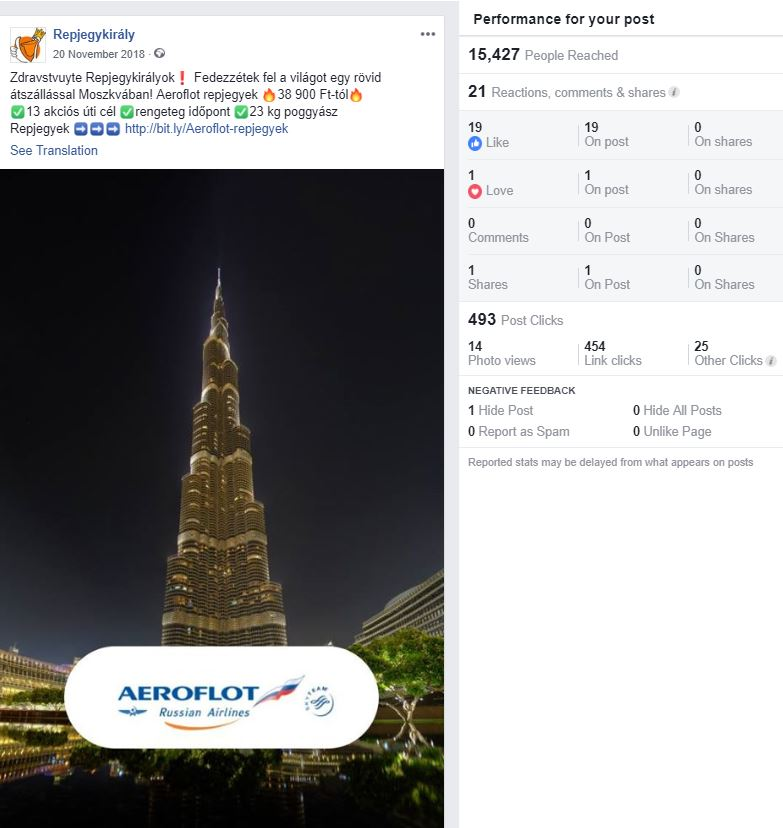 Repjegykirály
20 November 2018 ·
Zdravstvuyte Repjegykirályok❗ Fedezzétek fel a világot egy rövid
átszállással Moszkvában! Aeroflot repjegyek 🔥38 900 Ft-tól🔥
✅13 akciós úti cél ✅rengeteg időpont ✅23 kg poggyász
Repjegyek ➡➡➡ http://bit.ly/Aeroflot-repjegyek
See Translation
AEROFLOT
Russian Airlines
SKYTEAM
Performance for your post
15,427 People Reached
21 Reactions, comments & shares
19 19 0
Like On post On shares
1 1 0
Love On post On shares
0 0 0
Comments On Post On Shares
1 1 0
Shares On Post On Shares
493 Post Clicks
14 454 25
Photo views Link clicks Other Clicks
NEGATIVE FEEDBACK
1 Hide Post 0 Hide All Posts
0 Report as Spam 0 Unlike Page
Reported stats may be delayed from what appears on posts